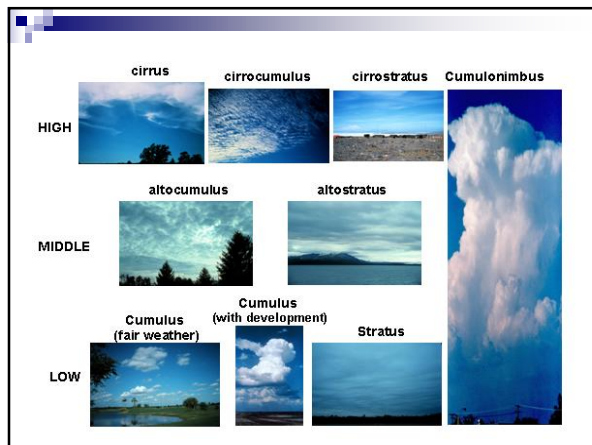 cirrus
cirrocumulus
cirrostratus
Cumulonimbus
HIGH
altocumulus
altostratus
MIDDLE
Cumulus
(fair weather)
Cumulus
(with development)
Stratus
LOW